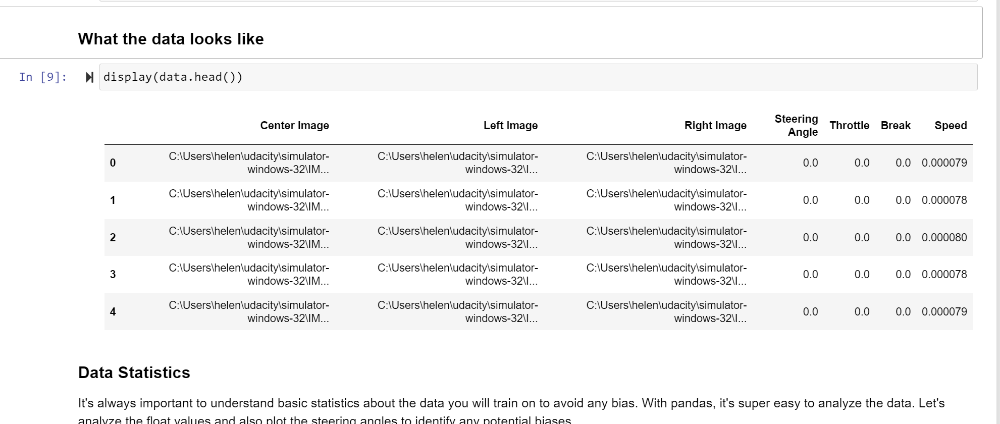 What the data looks like
In [9]: display(data.head())
Center Image Left Image Right Image Steering Angle Throttle Break Speed
0 C:\Users\helen\udacity\simulator-windows-32\IM... C:\Users\helen\udacity\simulator-windows-32\I... C:\Users\helen\udacity\simulator-windows-32\I... 0.0 0.0 0.0 0.000079
1 C:\Users\helen\udacity\simulator-windows-32\IM... C:\Users\helen\udacity\simulator-windows-32\I... C:\Users\helen\udacity\simulator-windows-32\I... 0.0 0.0 0.0 0.000078
2 C:\Users\helen\udacity\simulator-windows-32\IM... C:\Users\helen\udacity\simulator-windows-32\I... C:\Users\helen\udacity\simulator-windows-32\I... 0.0 0.0 0.0 0.000080
3 C:\Users\helen\udacity\simulator-windows-32\IM... C:\Users\helen\udacity\simulator-windows-32\I... C:\Users\helen\udacity\simulator-windows-32\I... 0.0 0.0 0.0 0.000078
4 C:\Users\helen\udacity\simulator-windows-32\IM... C:\Users\helen\udacity\simulator-windows-32\I... C:\Users\helen\udacity\simulator-windows-32\I... 0.0 0.0 0.0 0.000079
Data Statistics
It's always important to understand basic statistics about the data you will train on to avoid any bias. With pandas, it's super easy to analyze the data. Let's
analyze the float values and also plot the steering angles to identify any potential biases.